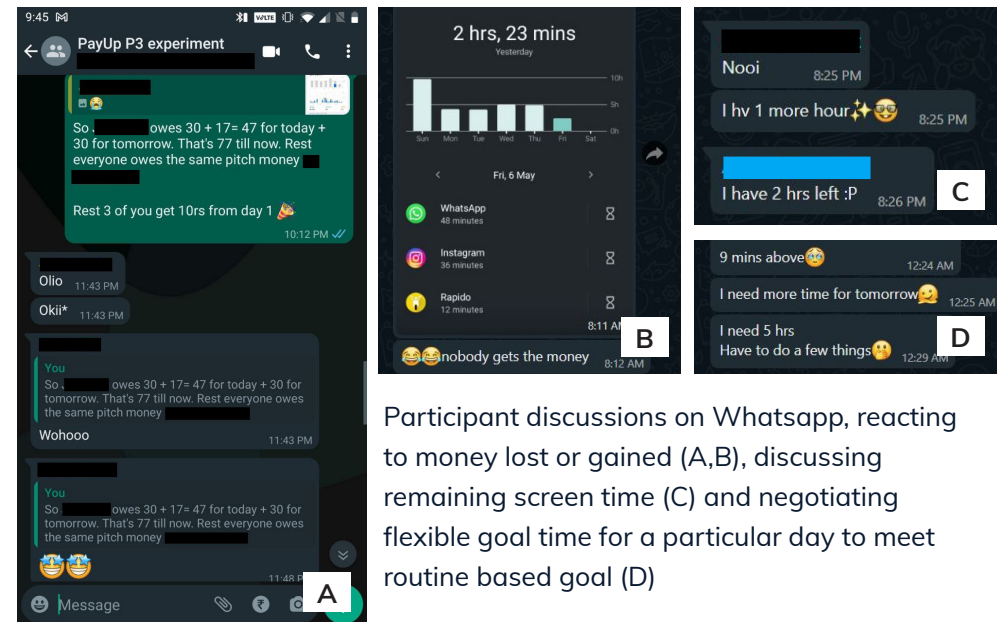 9:45
VoLTE
PayUp P3 experiment
So owes 30 + 17= 47 for today +
30 for tomorrow. That's 77 till now. Rest
everyone owes the same pitch money
Rest 3 of you get 10rs from day 1 🎉
10:12 PM
Olio 11:43 PM
Okii* 11:43 PM
You
So owes 30 + 17= 47 for today + 30 for
tomorrow. That's 77 till now. Rest everyone owes
the same pitch money
Wohooo
11:43 PM
You
So owes 30 + 17= 47 for today + 30 for
tomorrow. That's 77 till now. Rest everyone owes
the same pitch money
🤩🤩
11:48 P
Message
A
2 hrs, 23 mins
Yesterday
10h
5h
0h
Sun Mon Tue Wed Thu Fri Sat
Fri, 6 May
WhatsApp
48 minutes
Instagram
36 minutes
Rapido
12 minutes
8:11 AM
😂😂nobody gets the money 8:12 AM
B
Nooi 8:25 PM
I hv 1 more hour✨🤓 8:25 PM
I have 2 hrs left :P 8:26 PM
C
9 mins above🥹 12:24 AM
I need more time for tomorrow🫠 12:25 AM
I need 5 hrs
Have to do a few things🫢 12:29 AM
D
Participant discussions on Whatsapp, reacting
to money lost or gained (A,B), discussing
remaining screen time (C) and negotiating
flexible goal time for a particular day to meet
routine based goal (D)